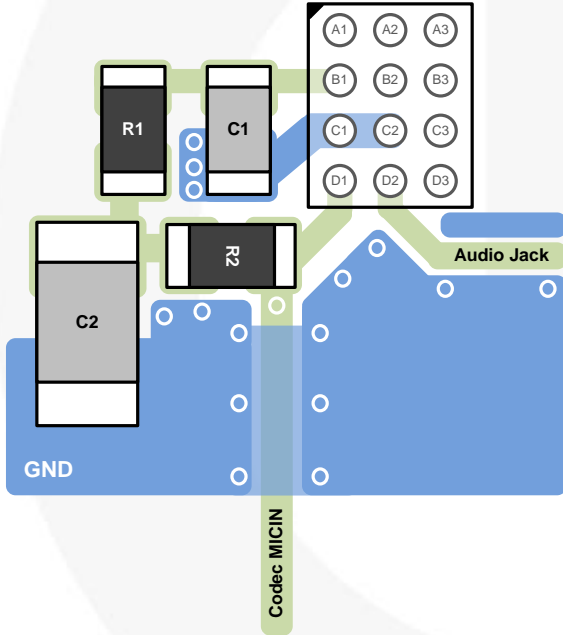 A1 A2 A3
B1 B2 B3
R1 C1
C1 C2 C3
D1 D2 D3
R2
Audio Jack
C2
GND
Codec MICIN